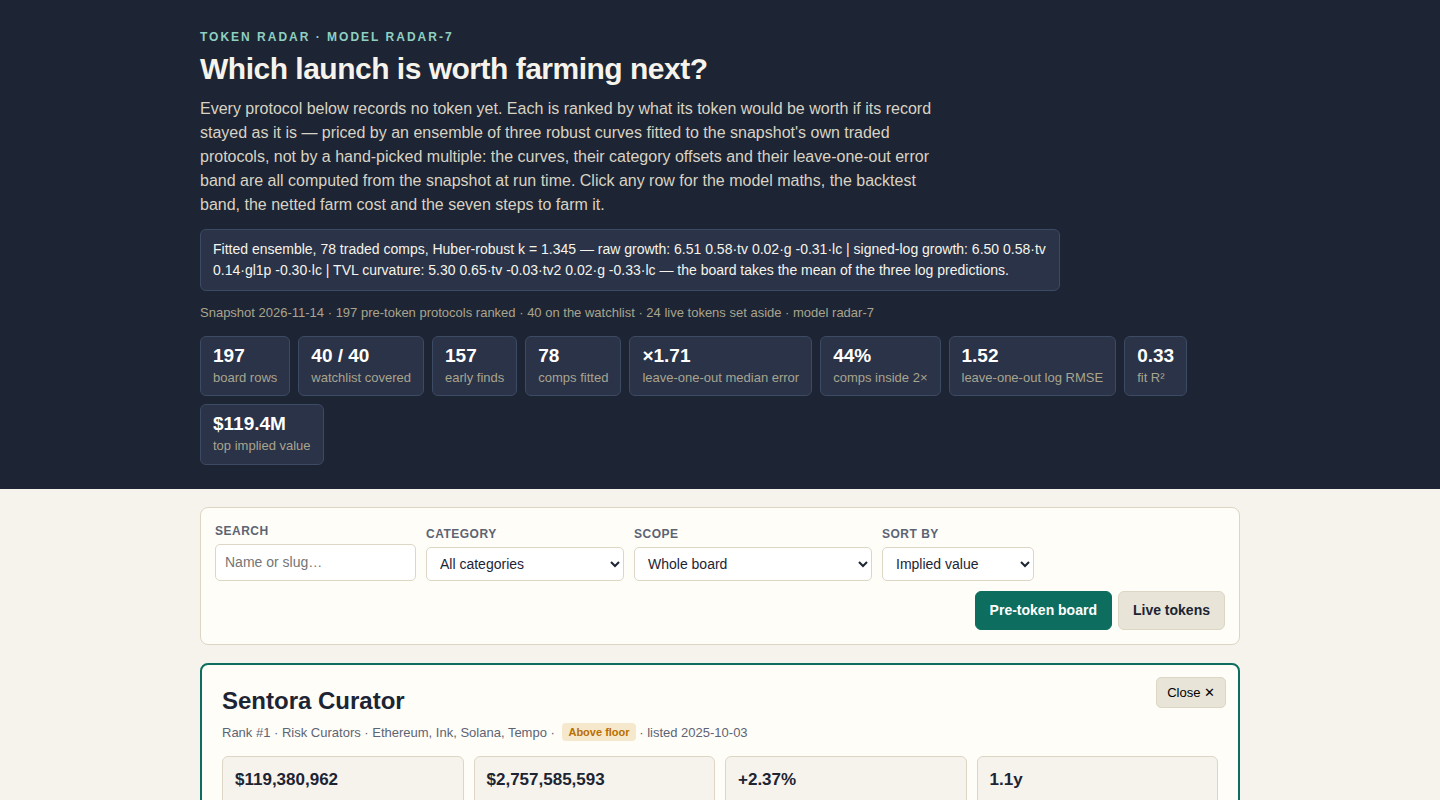 TOKEN RADAR · MODEL RADAR-7
Which launch is worth farming next?
Every protocol below records no token yet. Each is ranked by what its token would be worth if its record
stayed as it is — priced by an ensemble of three robust curves fitted to the snapshot's own traded
protocols, not by a hand-picked multiple: the curves, their category offsets and their leave-one-out error
band are all computed from the snapshot at run time. Click any row for the model maths, the backtest
band, the netted farm cost and the seven steps to farm it.
Fitted ensemble, 78 traded comps, Huber-robust k = 1.345 — raw growth: 6.51 0.58·tv 0.02·g -0.31·lc | signed-log growth: 6.50 0.58·tv
0.14·gl1p -0.30·lc | TVL curvature: 5.30 0.65·tv -0.03·tv2 0.02·g -0.33·lc — the board takes the mean of the three log predictions.
Snapshot 2026-11-14 · 197 pre-token protocols ranked · 40 on the watchlist · 24 live tokens set aside · model radar-7
197
board rows
40 / 40
watchlist covered
157
early finds
78
comps fitted
×1.71
leave-one-out median error
44%
comps inside 2×
1.52
leave-one-out log RMSE
0.33
fit R²
$119.4M
top implied value
SEARCH
Name or slug…
CATEGORY
All categories
SCOPE
Whole board
SORT BY
Implied value
Pre-token board
Live tokens
Sentora Curator
Close ✕
Rank #1 · Risk Curators · Ethereum, Ink, Solana, Tempo · Above floor · listed 2025-10-03
$119,380,962
$2,757,585,593
+2.37%
1.1y